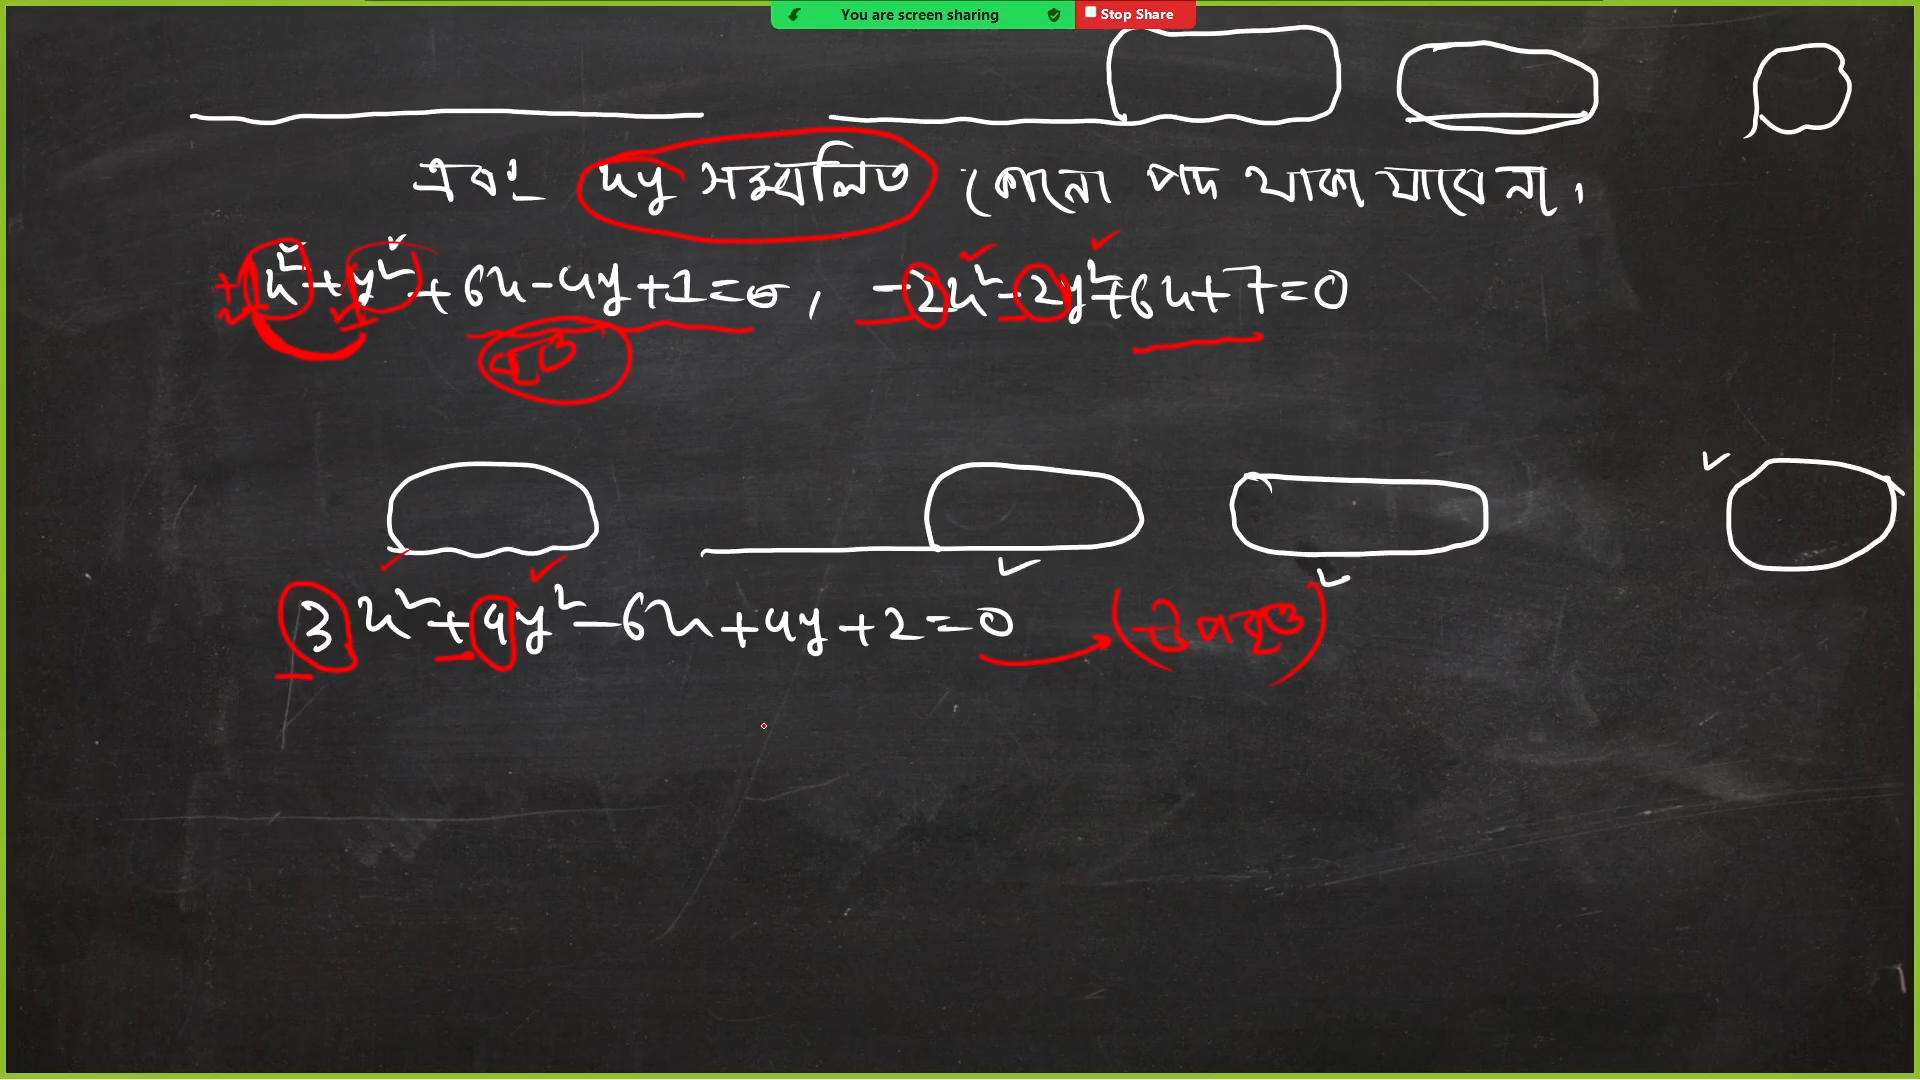 You are screen sharing Stop Share
এবং xy সম্বলিত কোনো পদ থাকা যাবে না।
x²+y²+6x-4y+1=0, -2x²-2y²+6x+7=0
বৃত্ত
3x²+4y²-6x+4y+2=0 → (উপবৃত্ত)